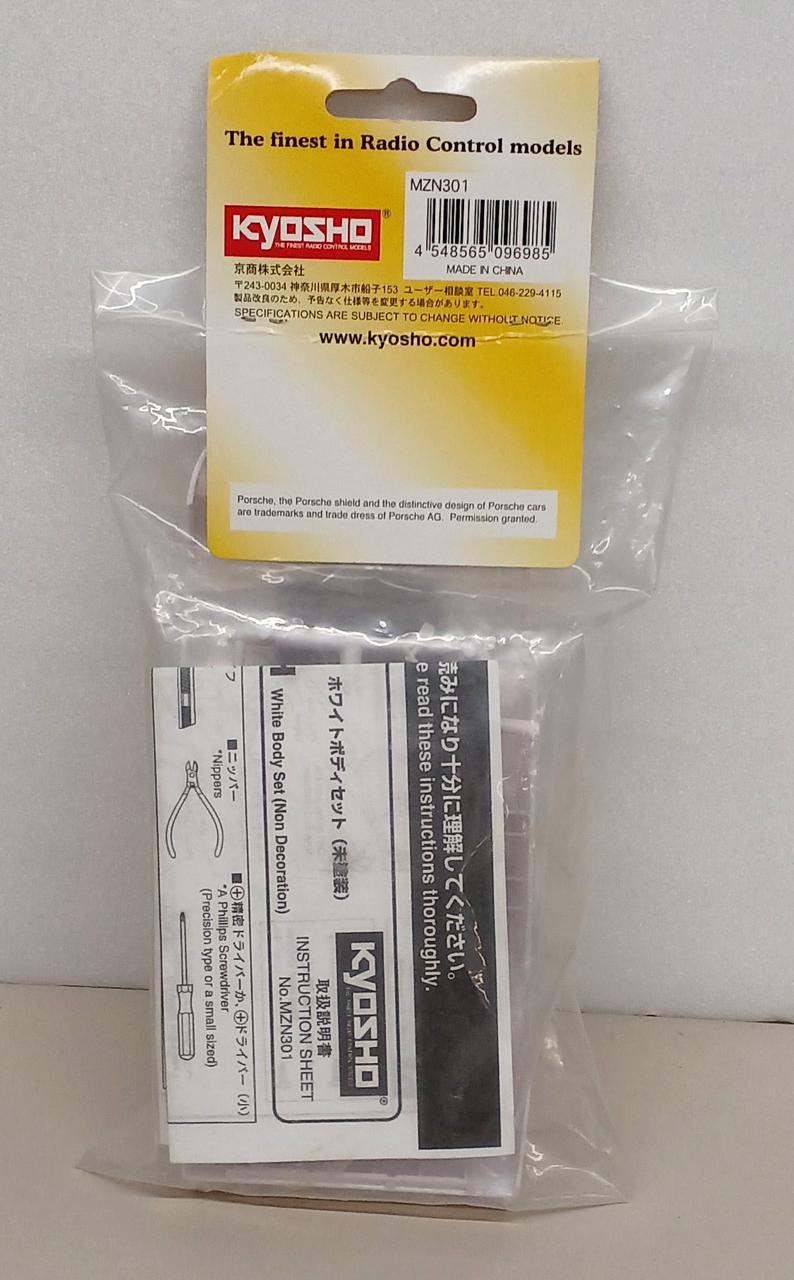 The finest in Radio Control models
MZN301
4 548565 096985
MADE IN CHINA
KYOSHO®
THE FINEST RADIO CONTROL MODELS
京商株式会社
〒243-0034 神奈川県厚木市船子153 ユーザー相談室 TEL.046-229-4115
製品改良のため、予告なく仕様等を変更する場合があります。
SPECIFICATIONS ARE SUBJECT TO CHANGE WITHOUT NOTICE.
www.kyosho.com
Porsche, the Porsche shield and the distinctive design of Porsche cars
are trademarks and trade dress of Porsche AG. Permission granted.
読みになり十分に理解してください。
e read these instructions thoroughly.
ホワイトボディセット（未塗装）
White Body Set (Non Decoration)
KYOSHO®
取扱説明書
INSTRUCTION SHEET
No.MZN301
■ニッパー
*Nippers
■⊕精密ドライバーか、⊕ドライバー（小）
*A Phillips Screwdriver
(Precision type or a small sized)